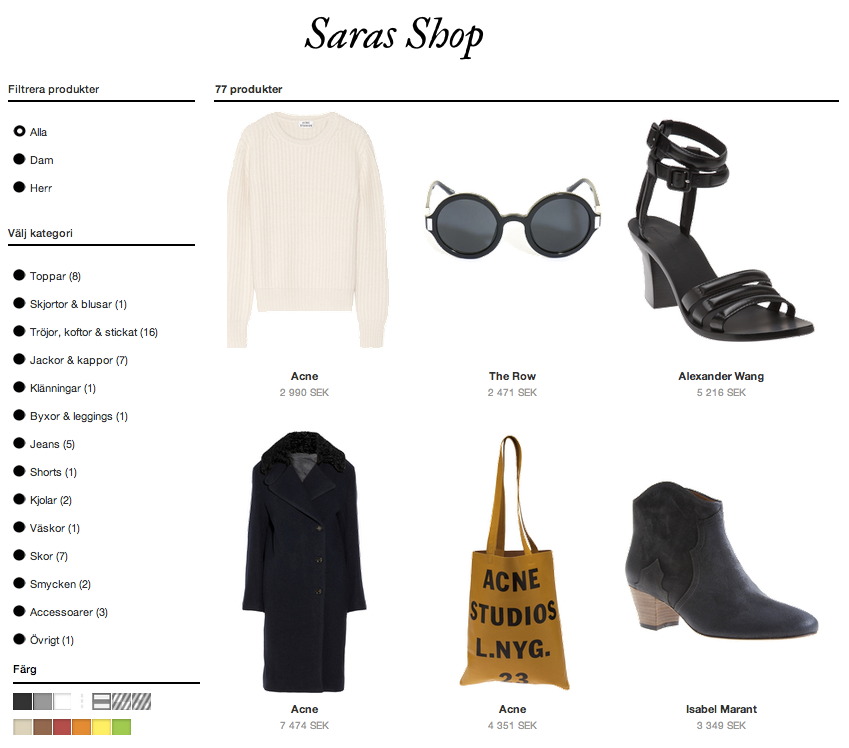 Saras Shop
Filtrera produkter
Alla
Dam
Herr
Välj kategori
Toppar (8)
Skjortor & blusar (1)
Tröjor, koftor & stickat (16)
Jackor & kappor (7)
Klänningar (1)
Byxor & leggings (1)
Jeans (5)
Shorts (1)
Kjolar (2)
Väskor (1)
Skor (7)
Smycken (2)
Accessoarer (3)
Övrigt (1)
Färg
77 produkter
Acne
2 990 SEK
The Row
2 471 SEK
Alexander Wang
5 216 SEK
ACNE
STUDIOS
L.NYG.
23
Acne
7 474 SEK
Acne
4 351 SEK
Isabel Marant
3 349 SEK